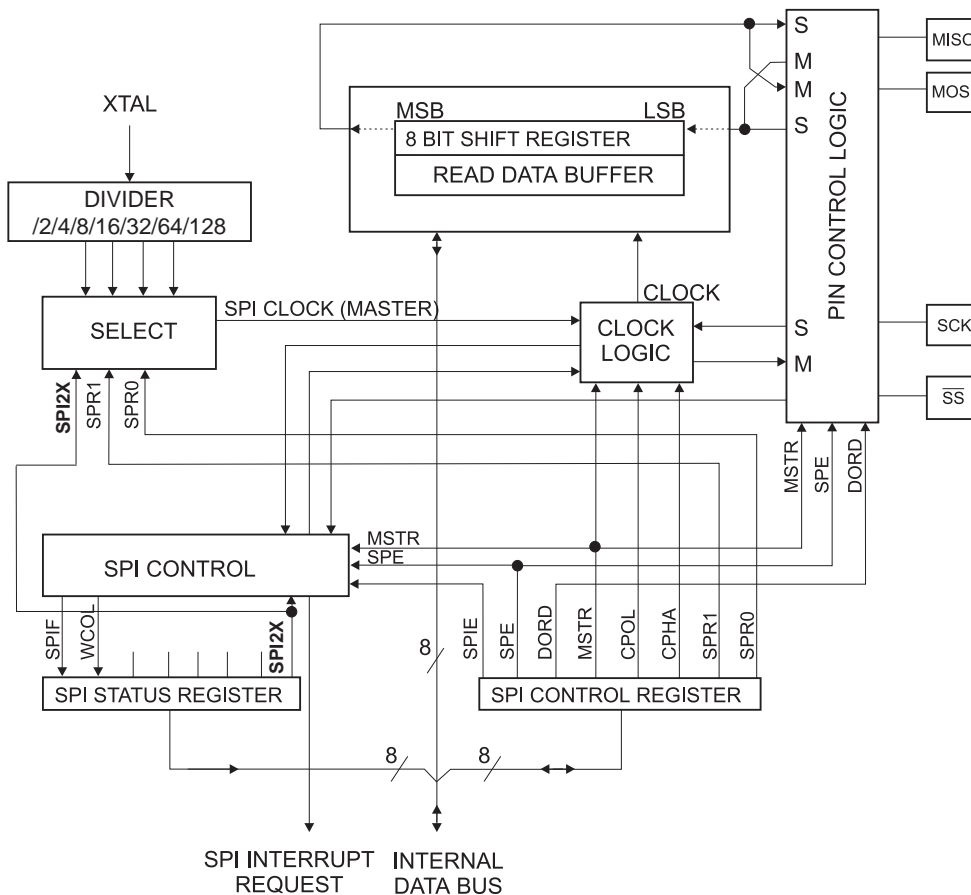 S
MISO
M
XTAL
MSB
LSB
M
MOSI
8 BIT SHIFT REGISTER
S
READ DATA BUFFER
DIVIDER
/2/4/8/16/32/64/128
PIN CONTROL LOGIC
SPI CLOCK (MASTER)
CLOCK
SELECT
CLOCK
LOGIC
S
SCK
M
SPI2X
SPR1
SPR0
SS
MSTR
SPE
DORD
MSTR
SPE
SPI CONTROL
SPIF
WCOL
SPI2X
8
SPIE
SPE
DORD
MSTR
CPOL
CPHA
SPR1
SPR0
SPI STATUS REGISTER
SPI CONTROL REGISTER
8
8
SPI INTERRUPT
REQUEST
INTERNAL
DATA BUS